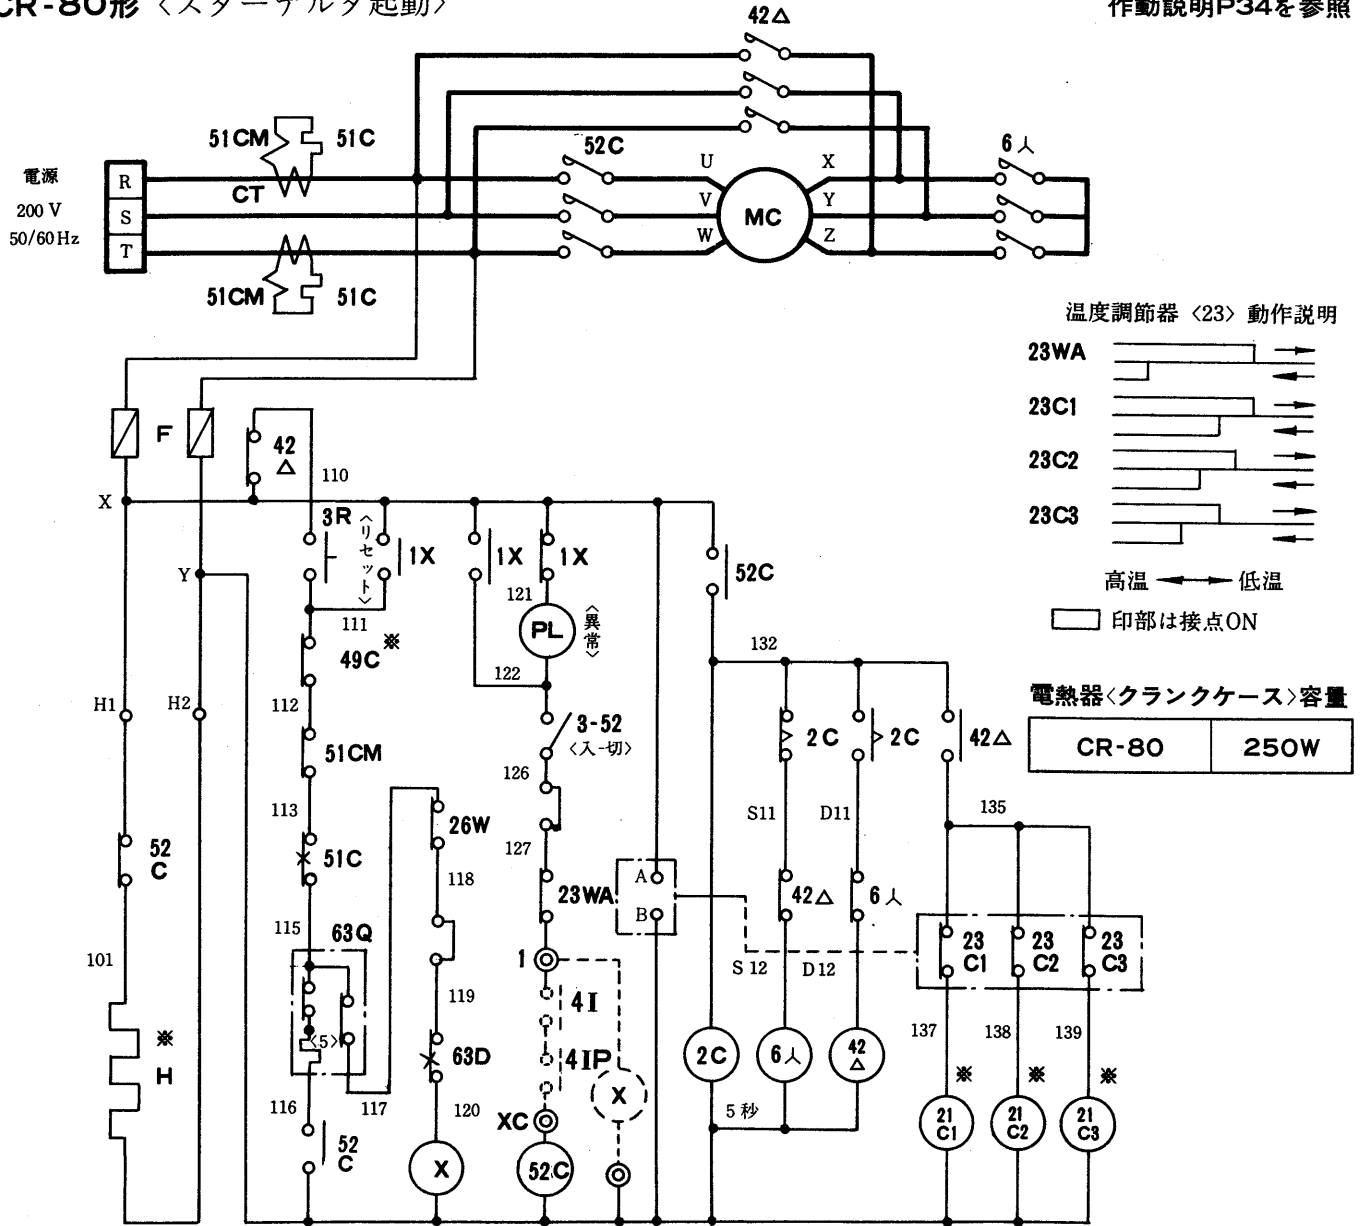 CR-80形 〈スターデルタ起動〉
作動説明P34を参照
42△
51CM
51C
52C
6人
電源
200 V
50/60Hz
R
S
T
CT
U
V
W
MC
X
Y
Z
51CM
51C
温度調節器〈23〉動作説明
23WA
23C1
23C2
23C3
高温
低温
印部は接点ON
電熱器〈クランクケース〉容量
CR-80
250W
F
42
△
110
X
3R
〈リセット〉
1X
1X
1X
52C
Y
111
121
PL
〈異常〉
49C
※
122
132
H1
H2
112
3-52
〈入-切〉
2C
2C
42△
51CM
126
113
26W
S11
D11
135
52
C
51C
127
118
23WA
A
B
42△
6人
115
63Q
23
C1
23
C2
23
C3
101
1
S 12
D 12
119
4I
〈5〉
137
138
139
※
H
63D
4IP
X
2C
6人
42
△
※
※
※
116
117
120
XC
5秒
21
C1
21
C2
21
C3
52
C
X
52C